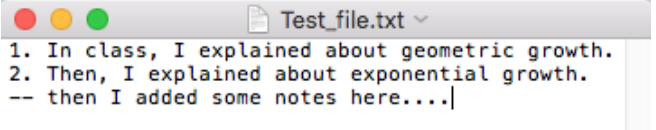 Test_file.txt
1. In class, I explained about geometric growth.
2. Then, I explained about exponential growth.
-- then I added some notes here....